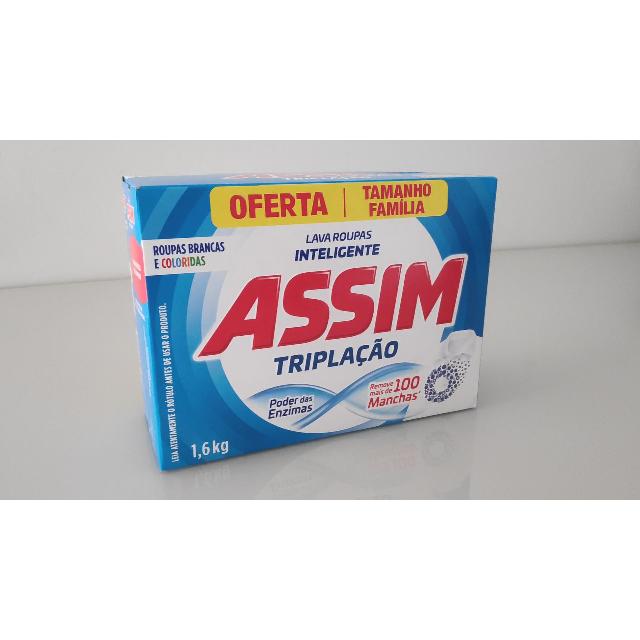 OFERTA
TAMANHO
FAMÍLIA
ROUPAS BRANCAS
E COLORIDAS
LAVA ROUPAS
INTELIGENTE
ASSIM
TRIPLAÇÃO
Poder das
Enzimas
Remove
mais de 100
Manchas
1,6kg
LEIA ATENTAMENTE O RÓTULO ANTES DE USAR O PRODUTO.